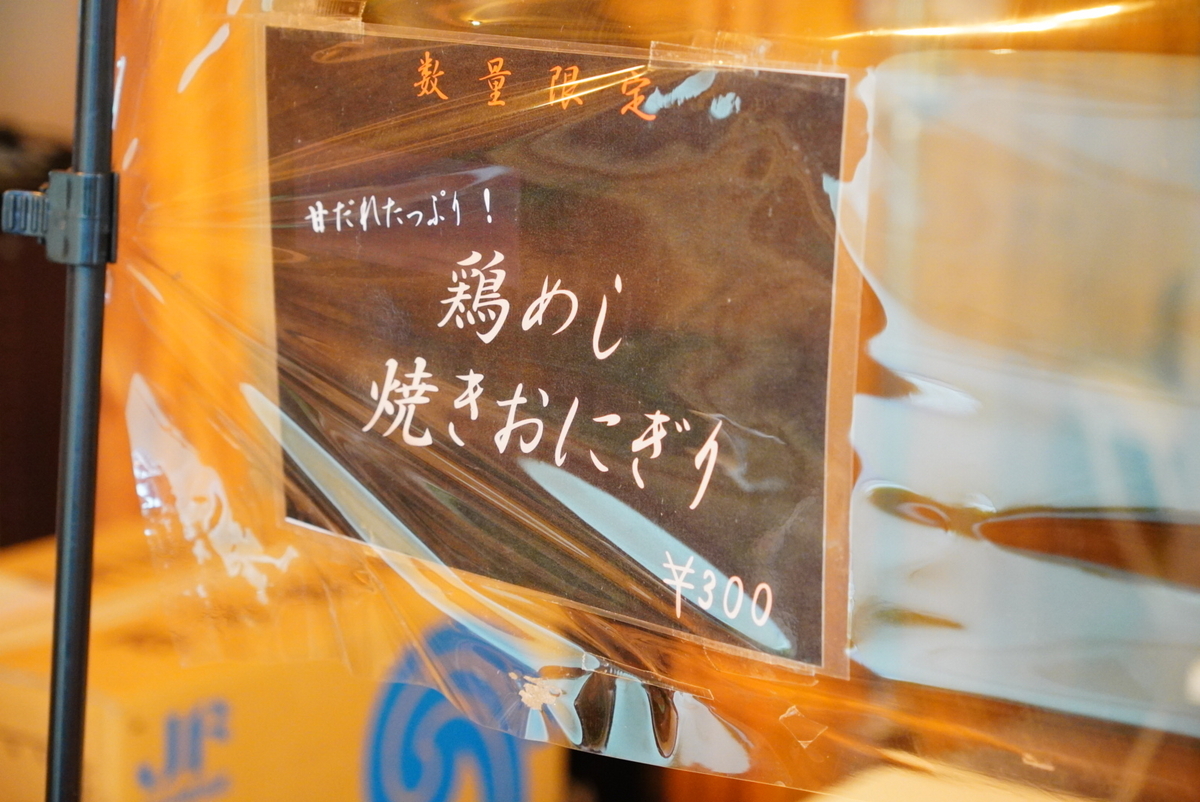 数量限定
甘だれたっぷり！
鶏めし
焼きおにぎり
¥300